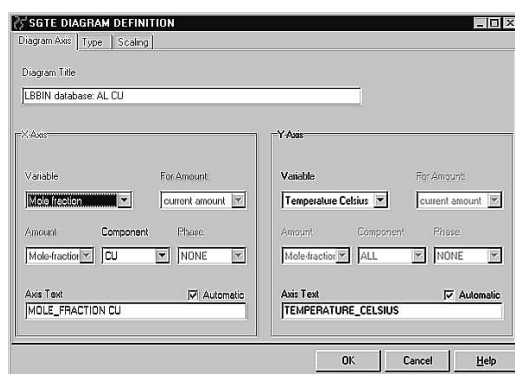 SGTE DIAGRAM DEFINITION
Diagram Axis Type Scaling
Diagram Title
LBBIN database: AL CU
X-Axis
Variable For Amount:
Mole fraction current amount
Amount Component Phase
Mole-fraction CU NONE
Axis Text Automatic
MOLE_FRACTION CU
Y-Axis
Variable For Amount:
Temperature Celsius current amount
Amount Component Phase
Mole-fraction ALL NONE
Axis Text Automatic
TEMPERATURE_CELSIUS
OK Cancel Help